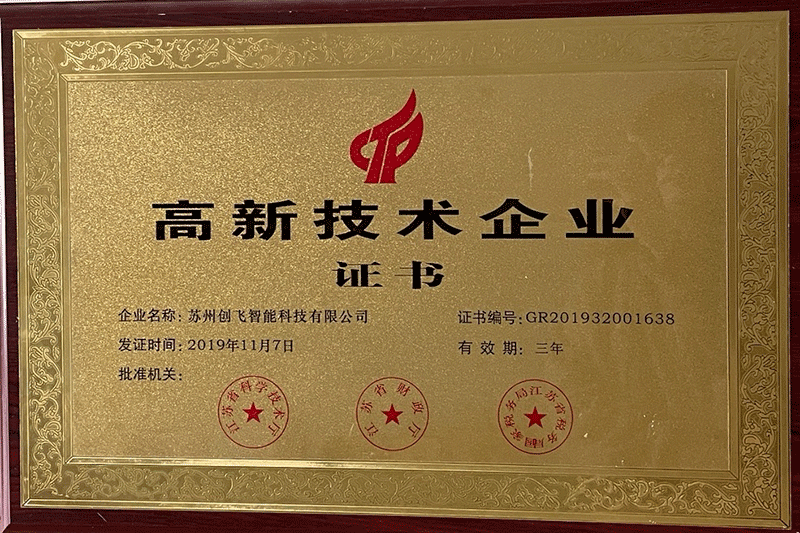 高新技术企业
证书
企业名称: 苏州创飞智能科技有限公司
证书编号: GR201932001638
发证时间: 2019年11月7日
有效期: 三年
批准机关:
江苏省科学技术厅
江苏省财政厅
国家税务局江苏省税务局